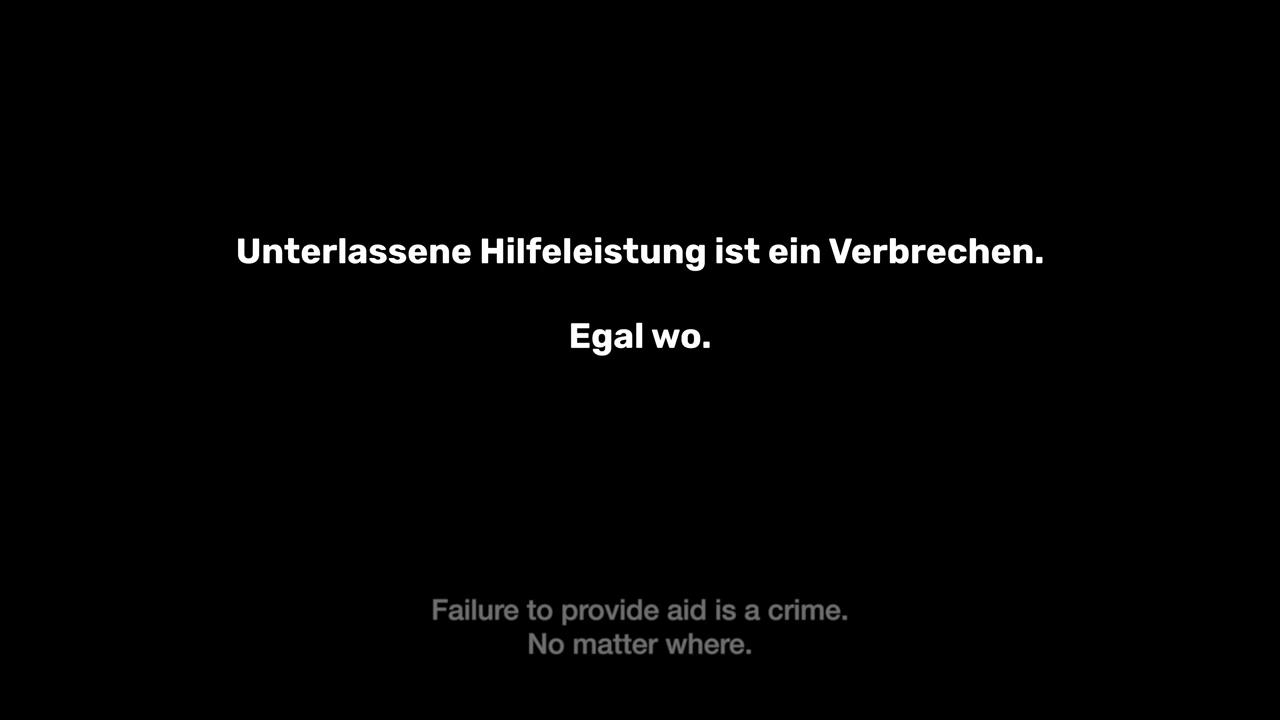 Unterlassene Hilfeleistung ist ein Verbrechen.
Egal wo.
Failure to provide aid is a crime.
No matter where.